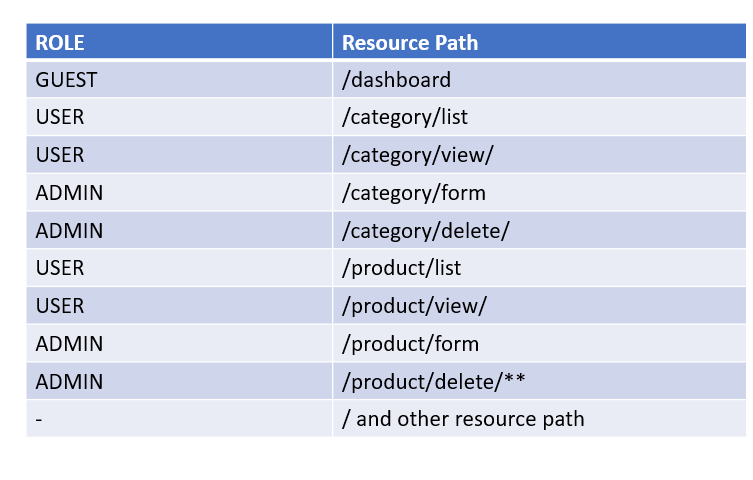 ROLE Resource Path
GUEST /dashboard
USER /category/list
USER /category/view/
ADMIN /category/form
ADMIN /category/delete/
USER /product/list
USER /product/view/
ADMIN /product/form
ADMIN /product/delete/**
- / and other resource path